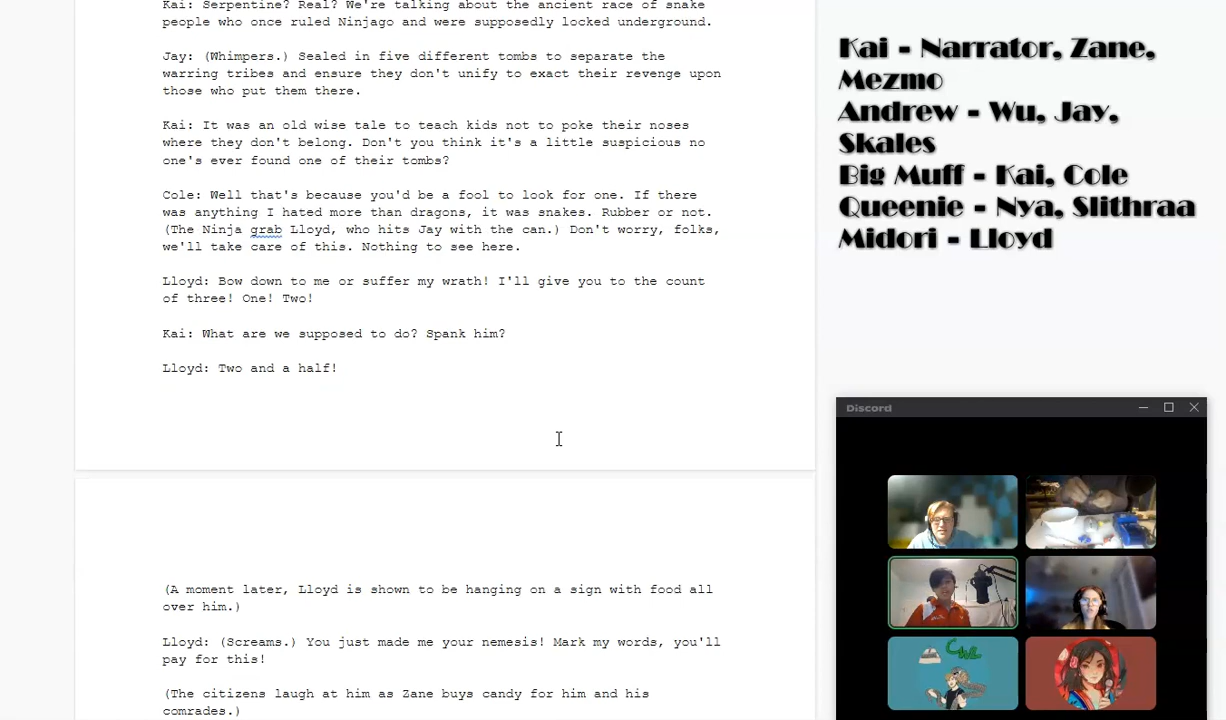 Kai: Serpentine? Real? We're talking about the ancient race of snake
people who once ruled Ninjago and were supposedly locked underground.
Jay: (Whimpers.) Sealed in five different tombs to separate the
warring tribes and ensure they don't unify to exact their revenge upon
those who put them there.
Kai: It was an old wise tale to teach kids not to poke their noses
where they don't belong. Don't you think it's a little suspicious no
one's ever found one of their tombs?
Cole: Well that's because you'd be a fool to look for one. If there
was anything I hated more than dragons, it was snakes. Rubber or not.
(The Ninja grab Lloyd, who hits Jay with the can.) Don't worry, folks,
we'll take care of this. Nothing to see here.
Lloyd: Bow down to me or suffer my wrath! I'll give you to the count
of three! One! Two!
Kai: What are we supposed to do? Spank him?
Lloyd: Two and a half!
(A moment later, Lloyd is shown to be hanging on a sign with food all
over him.)
Lloyd: (Screams.) You just made me your nemesis! Mark my words, you'll
pay for this!
(The citizens laugh at him as Zane buys candy for him and his
comrades.)
Kai - Narrator, Zane,
Mezmo
Andrew - Wu, Jay,
Skales
Big Muff - Kai, Cole
Queenie - Nya, Slithraa
Midori - Lloyd
Discord